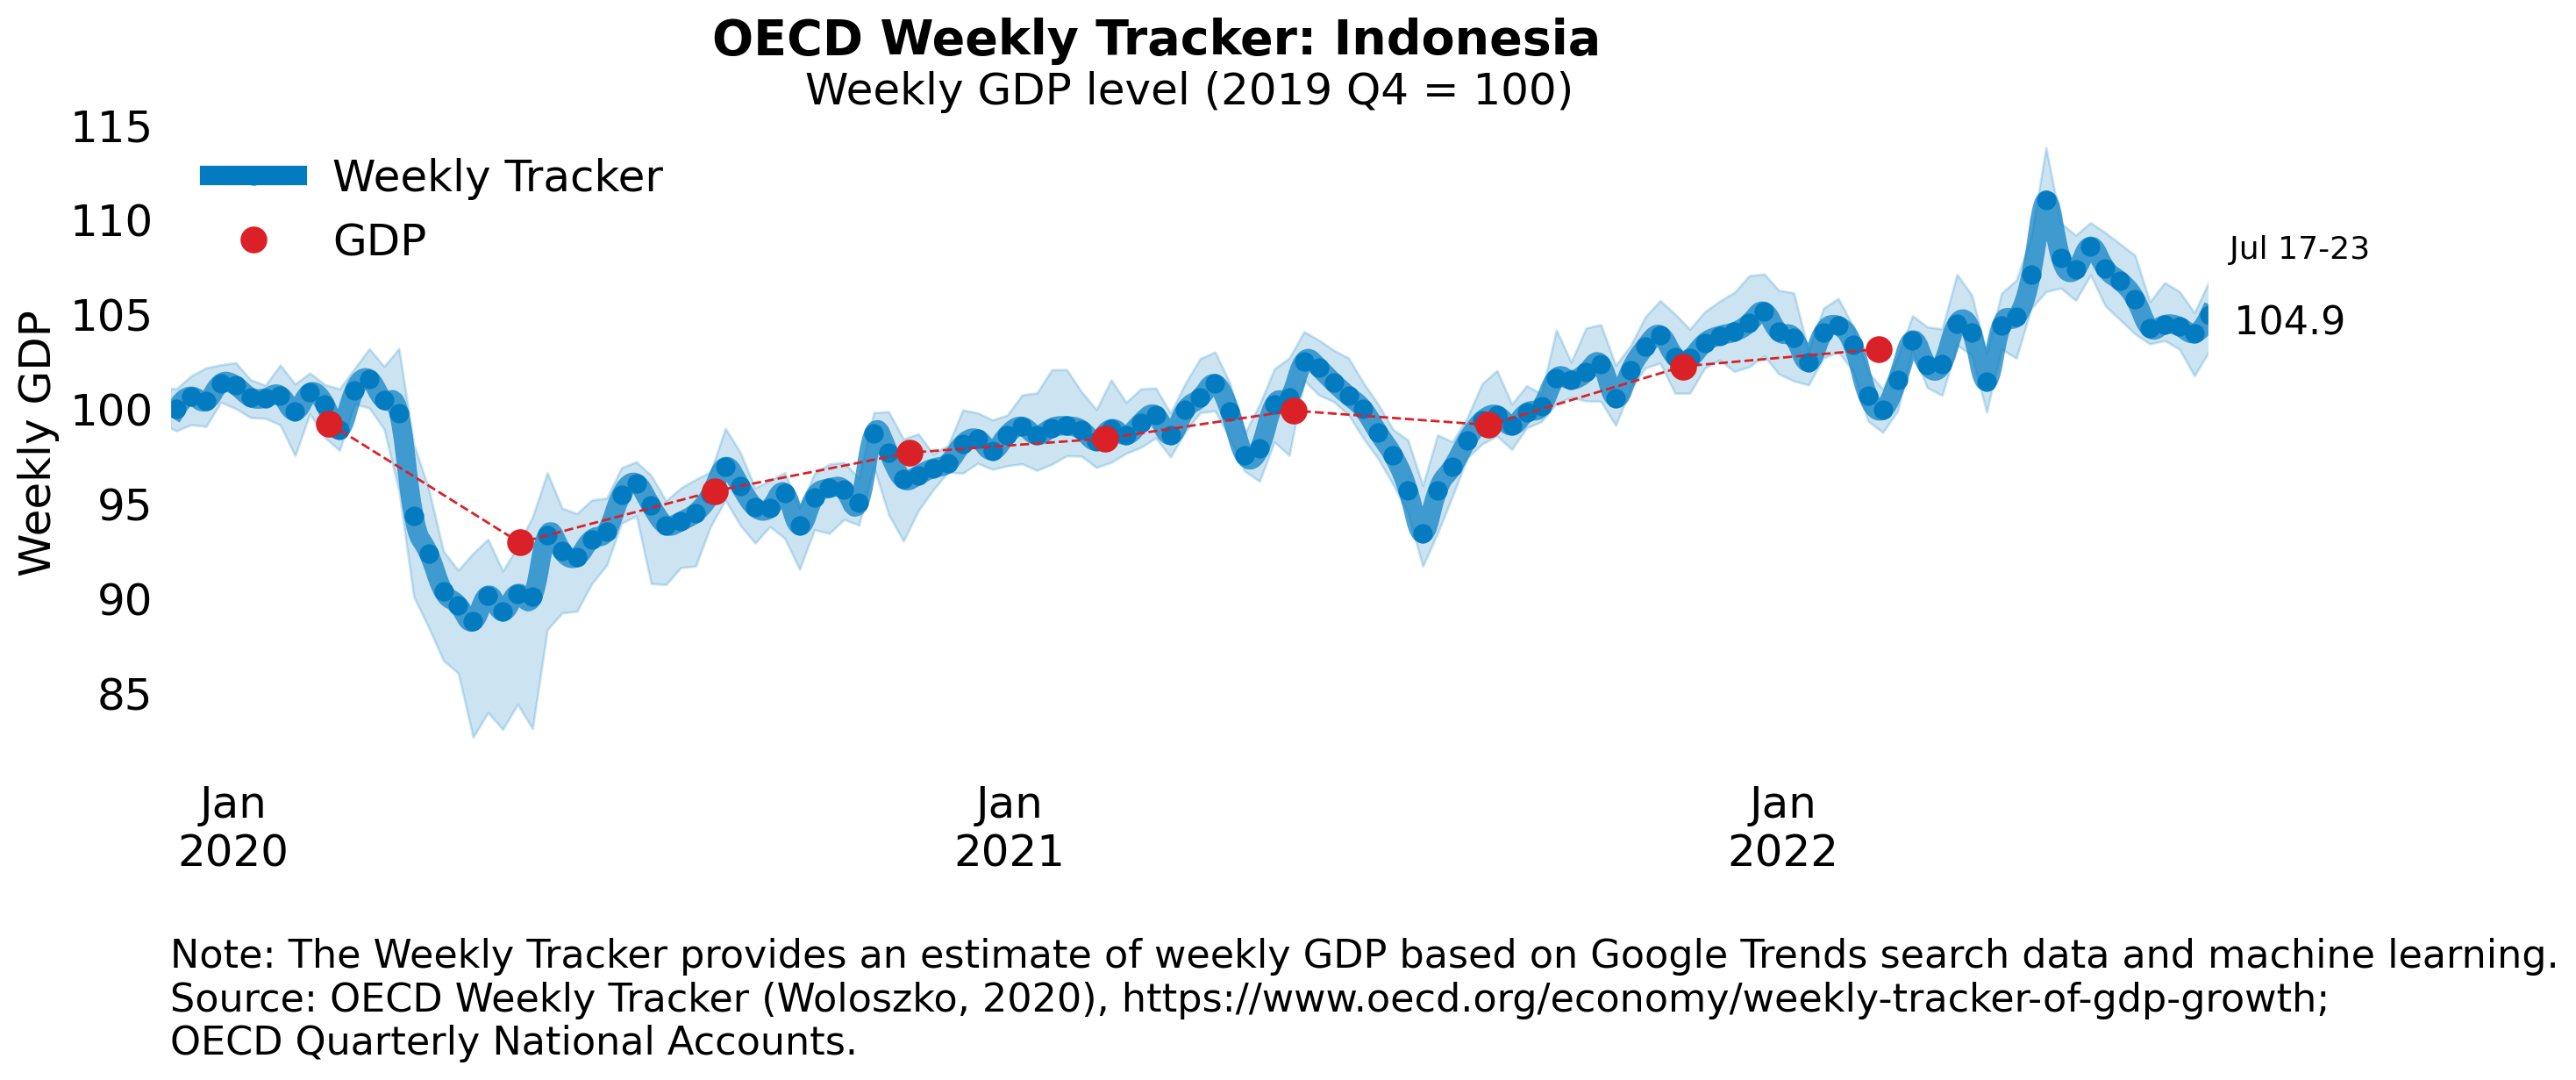 OECD Weekly Tracker: Indonesia
Weekly GDP level (2019 Q4 = 100)
115
110
105
100
95
90
85
Weekly GDP
Weekly Tracker
GDP
Jul 17-23
104.9
Jan
2020
Jan
2021
Jan
2022
Note: The Weekly Tracker provides an estimate of weekly GDP based on Google Trends search data and machine learning.
Source: OECD Weekly Tracker (Woloszko, 2020), https://www.oecd.org/economy/weekly-tracker-of-gdp-growth;
OECD Quarterly National Accounts.